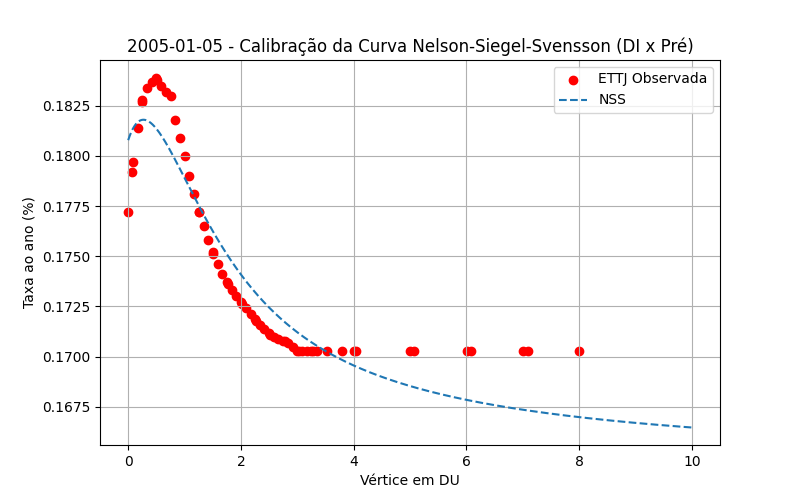 2005-01-05 - Calibração da Curva Nelson-Siegel-Svensson (DI x Pré)
ETTJ Observada
NSS
Taxa ao ano (%)
0.1825
0.1800
0.1775
0.1750
0.1725
0.1700
0.1675
0 2 4 6 8 10
Vértice em DU